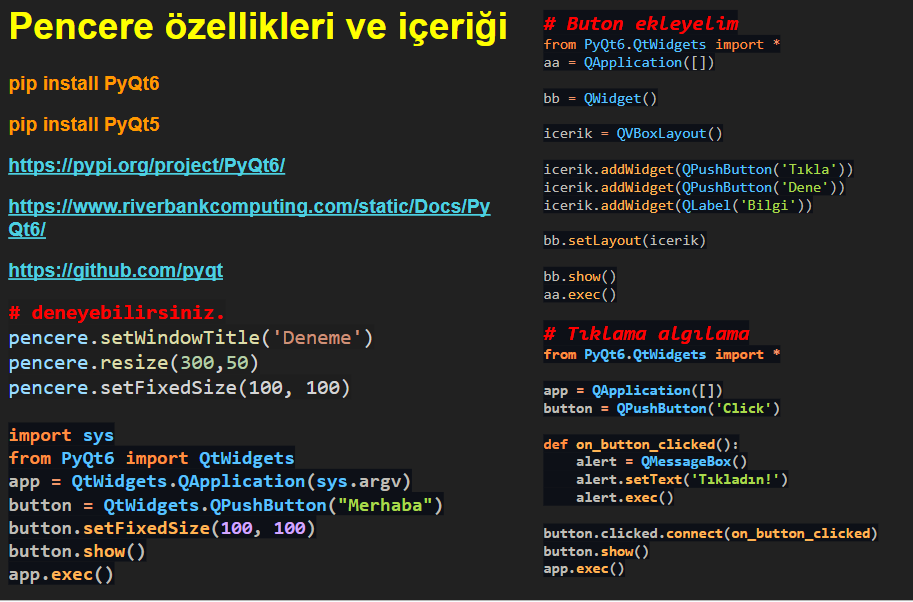 Pencere özellikleri ve içeriği
pip install PyQt6
pip install PyQt5
https://pypi.org/project/PyQt6/
https://www.riverbankcomputing.com/static/Docs/Py
Qt6/
https://github.com/pyqt
# deneyebilirsiniz.
pencere.setWindowTitle('Deneme')
pencere.resize(300,50)
pencere.setFixedSize(100, 100)
import sys
from PyQt6 import QtWidgets
app = QtWidgets.QApplication(sys.argv)
button = QtWidgets.QPushButton("Merhaba")
button.setFixedSize(100, 100)
button.show()
app.exec()
# Buton ekleyelim
from PyQt6.QtWidgets import *
aa = QApplication([])
bb = QWidget()
icerik = QVBoxLayout()
icerik.addWidget(QPushButton('Tıkla'))
icerik.addWidget(QPushButton('Dene'))
icerik.addWidget(QLabel('Bilgi'))
bb.setLayout(icerik)
bb.show()
aa.exec()
# Tıklama algılama
from PyQt6.QtWidgets import *
app = QApplication([])
button = QPushButton('Click')
def on_button_clicked():
    alert = QMessageBox()
    alert.setText('Tıkladın!')
    alert.exec()
button.clicked.connect(on_button_clicked)
button.show()
app.exec()